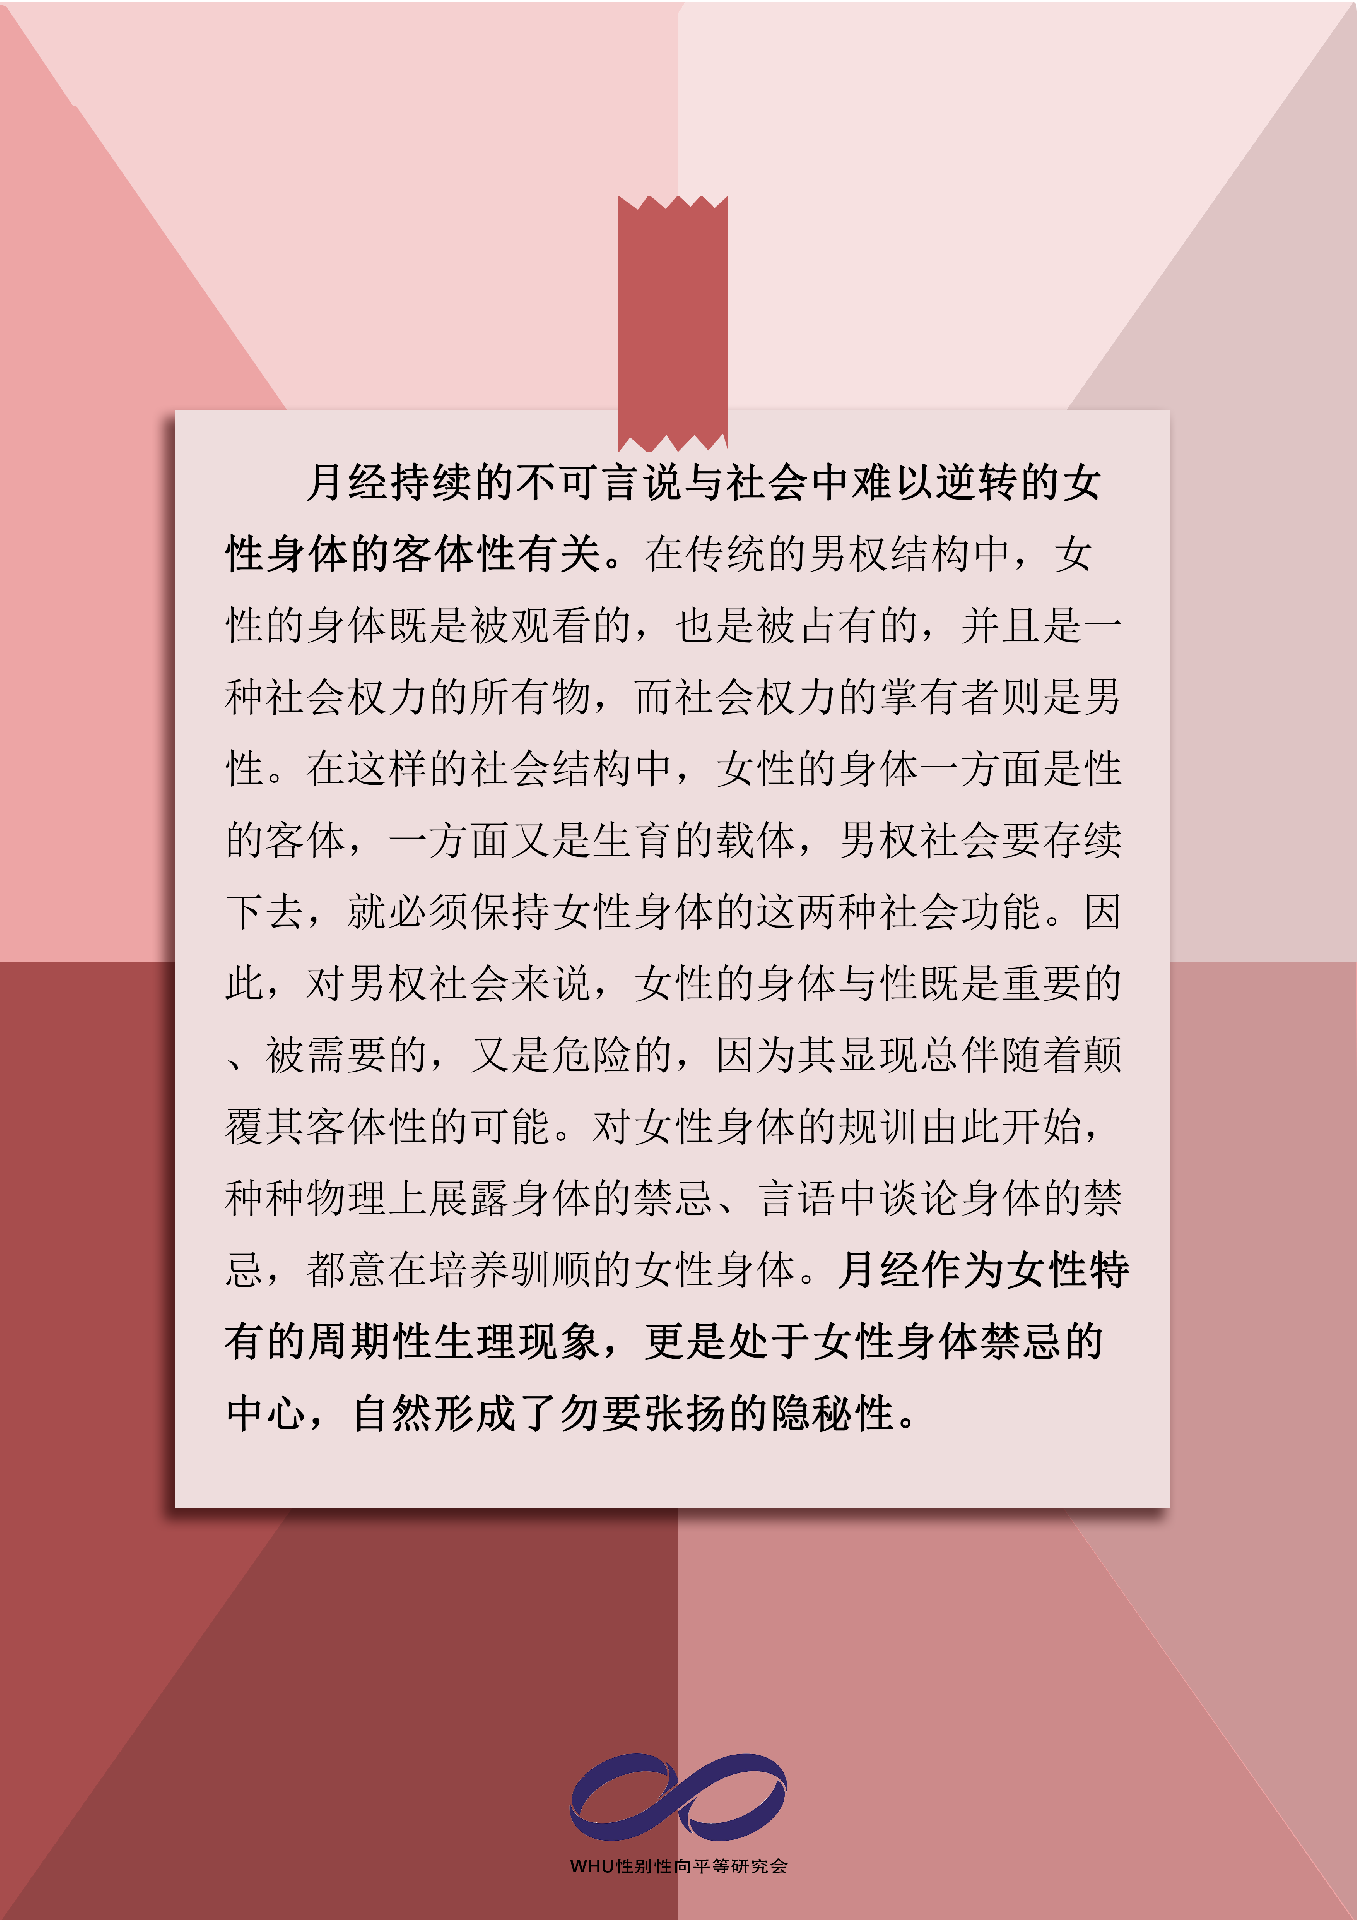 月经持续的不可言说与社会中难以逆转的女
性身体的客体性有关。在传统的男权结构中，女
性的身体既是被观看的，也是被占有的，并且是一
种社会权力的所有物，而社会权力的掌有者则是男
性。在这样的社会结构中，女性的身体一方面是性
的客体，一方面又是生育的载体，男权社会要存续
下去，就必须保持女性身体的这两种社会功能。因
此，对男权社会来说，女性的身体与性既是重要的
、被需要的，又是危险的，因为其显现总伴随着颠
覆其客体性的可能。对女性身体的规训由此开始，
种种物理上展露身体的禁忌、言语中谈论身体的禁
忌，都意在培养驯顺的女性身体。月经作为女性特
有的周期性生理现象，更是处于女性身体禁忌的
中心，自然形成了勿要张扬的隐秘性。
WHU性别性向平等研究会